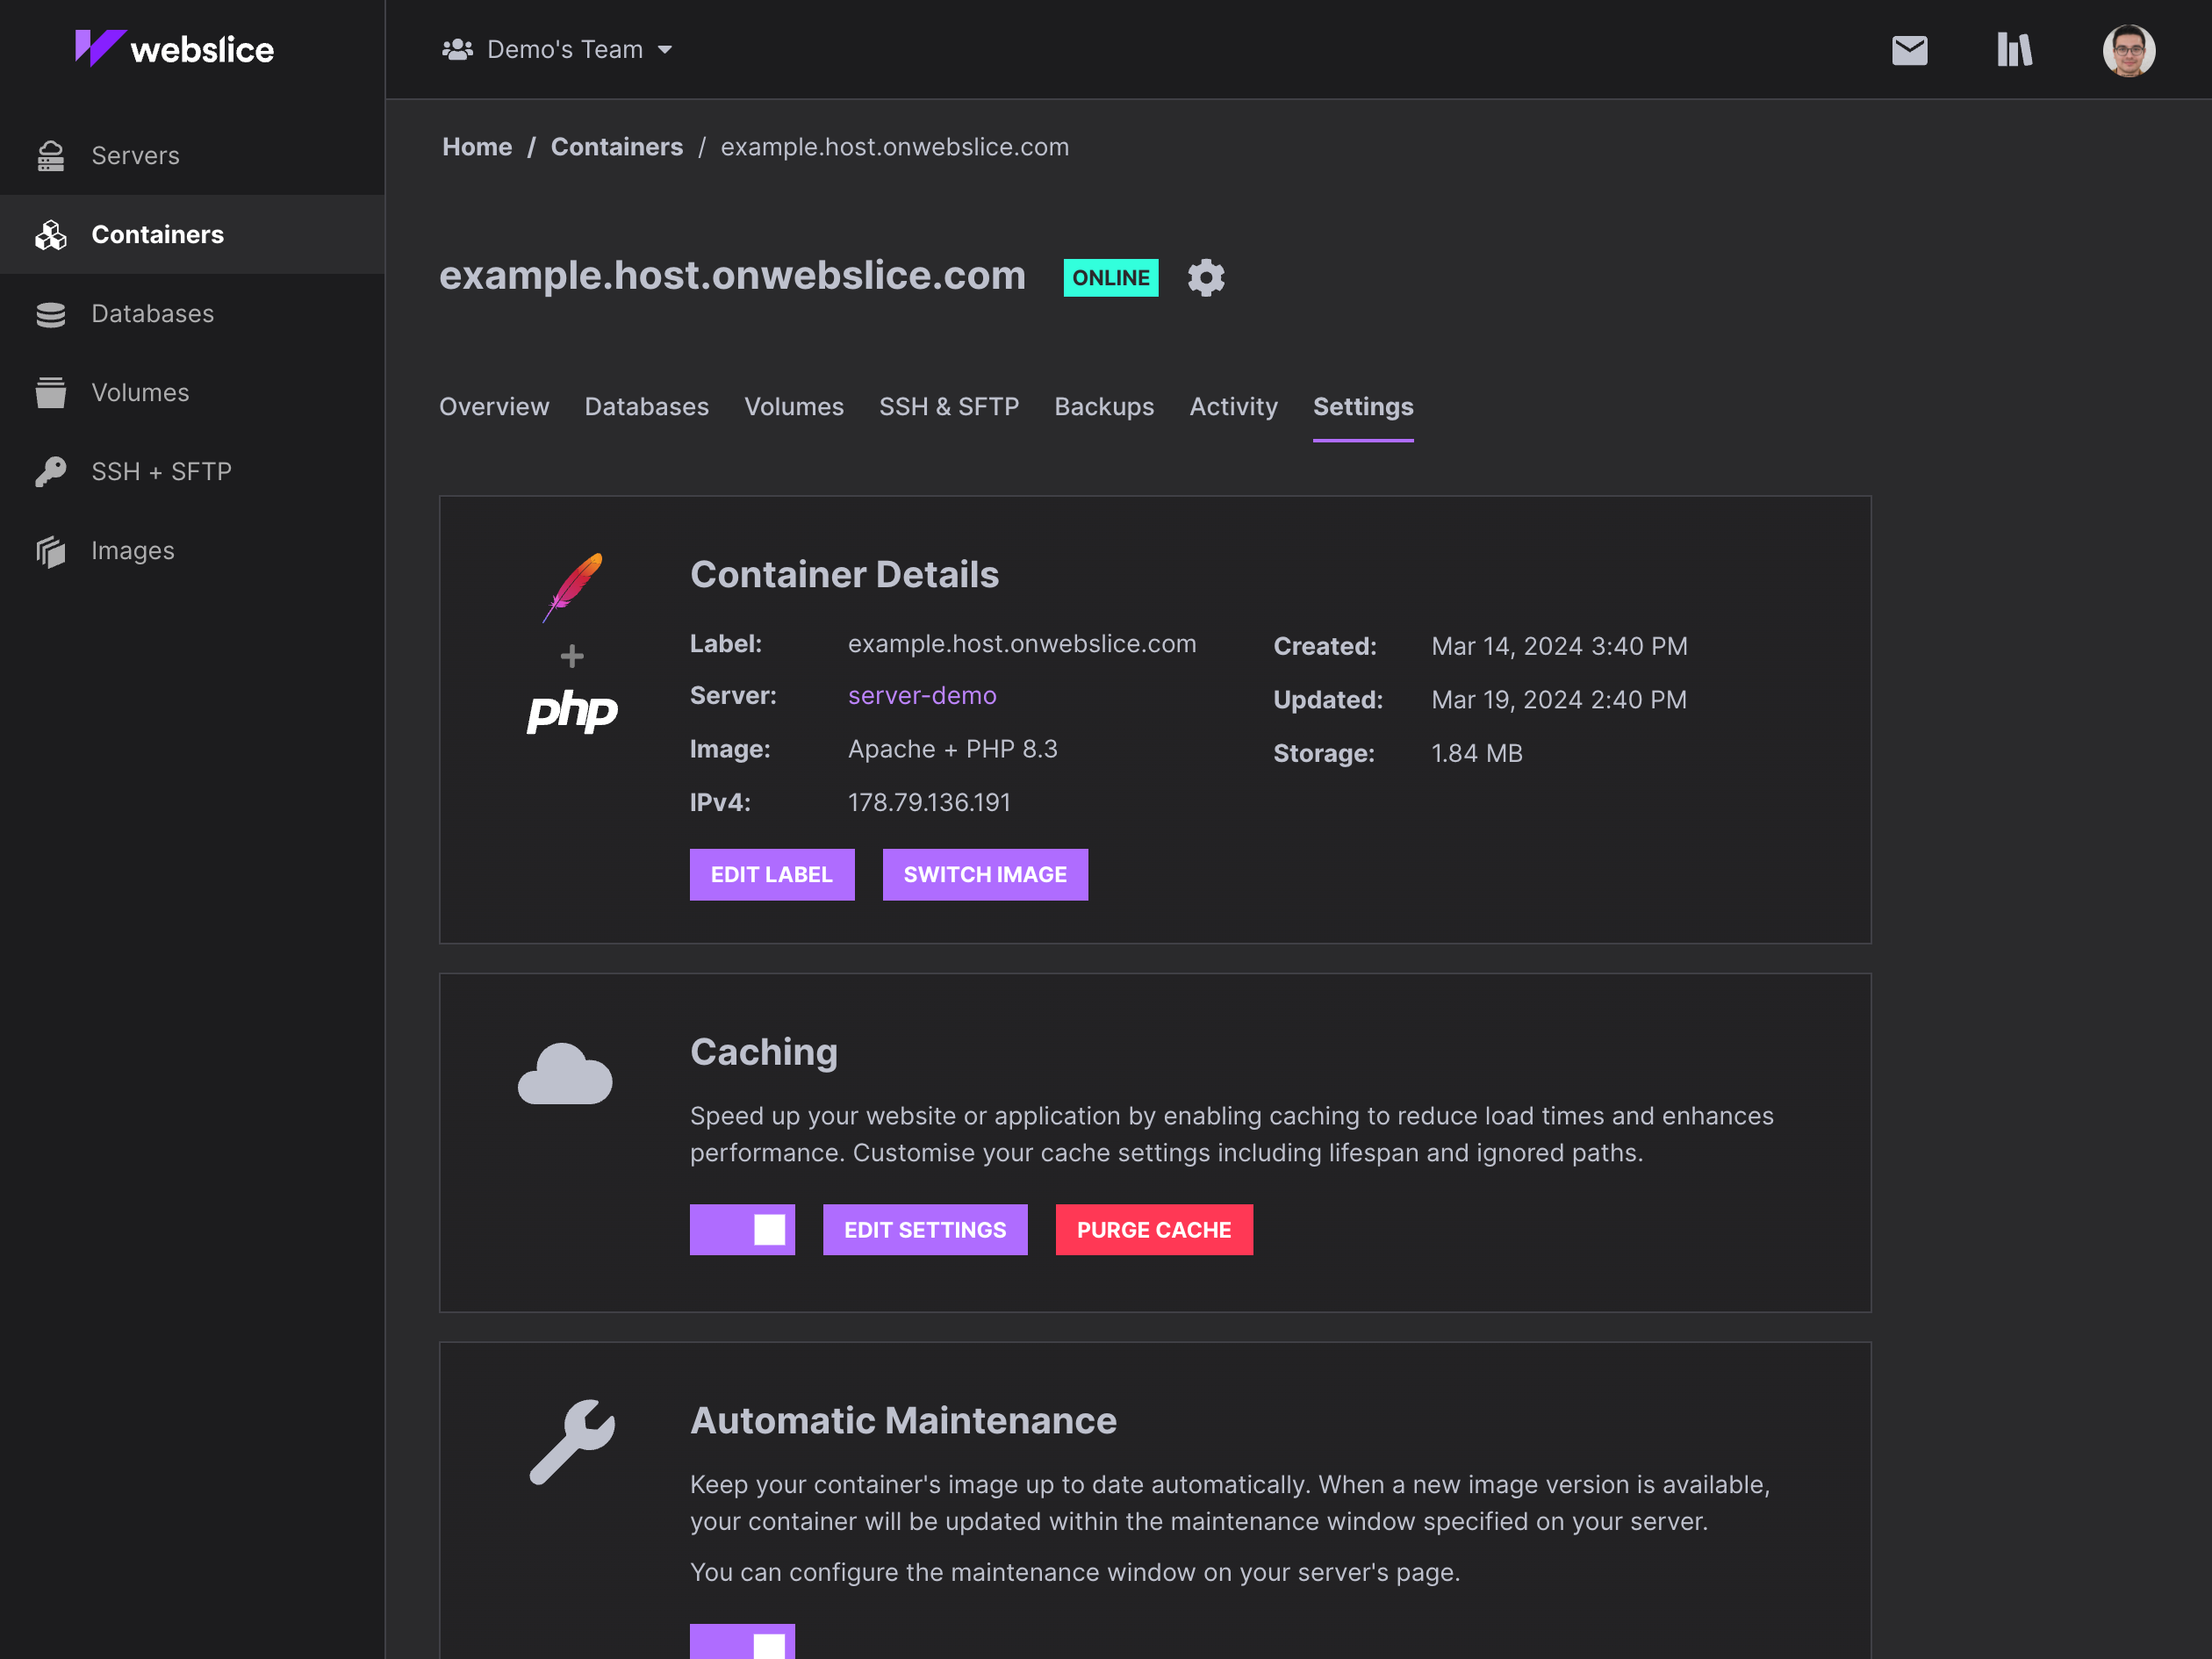 webslice
Demo's Team
Servers
Containers
Databases
Volumes
SSH + SFTP
Images
Home / Containers / example.host.onwebslice.com
example.host.onwebslice.com ONLINE
Overview Databases Volumes SSH & SFTP Backups Activity Settings
php
Container Details
Label: example.host.onwebslice.com
Server: server-demo
Image: Apache + PHP 8.3
IPv4: 178.79.136.191
Created: Mar 14, 2024 3:40 PM
Updated: Mar 19, 2024 2:40 PM
Storage: 1.84 MB
EDIT LABEL SWITCH IMAGE
Caching
Speed up your website or application by enabling caching to reduce load times and enhances
performance. Customise your cache settings including lifespan and ignored paths.
EDIT SETTINGS PURGE CACHE
Automatic Maintenance
Keep your container's image up to date automatically. When a new image version is available,
your container will be updated within the maintenance window specified on your server.
You can configure the maintenance window on your server's page.